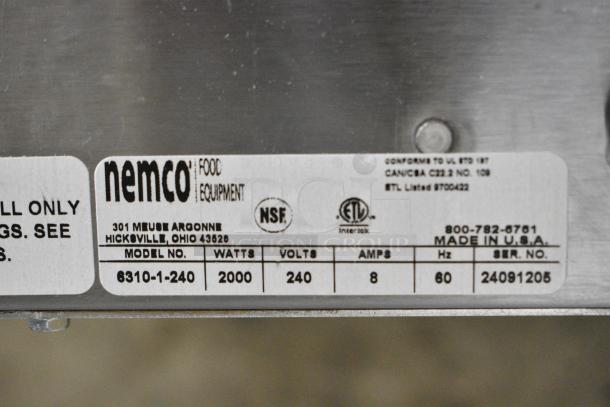 LL ONLY
GS. SEE
S.
nemco FOOD EQUIPMENT
CONFORMS TO UL STD 197
CAN/CSA C22.2 NO. 109
ETL Listed 9700422
NSF
ETL
Intertek
301 MEUSE ARGONNE
HICKSVILLE, OHIO 43526
800-782-6761
MADE IN U.S.A.
MODEL NO. WATTS VOLTS AMPS Hz SER. NO.
6310-1-240 2000 240 8 60 24091205